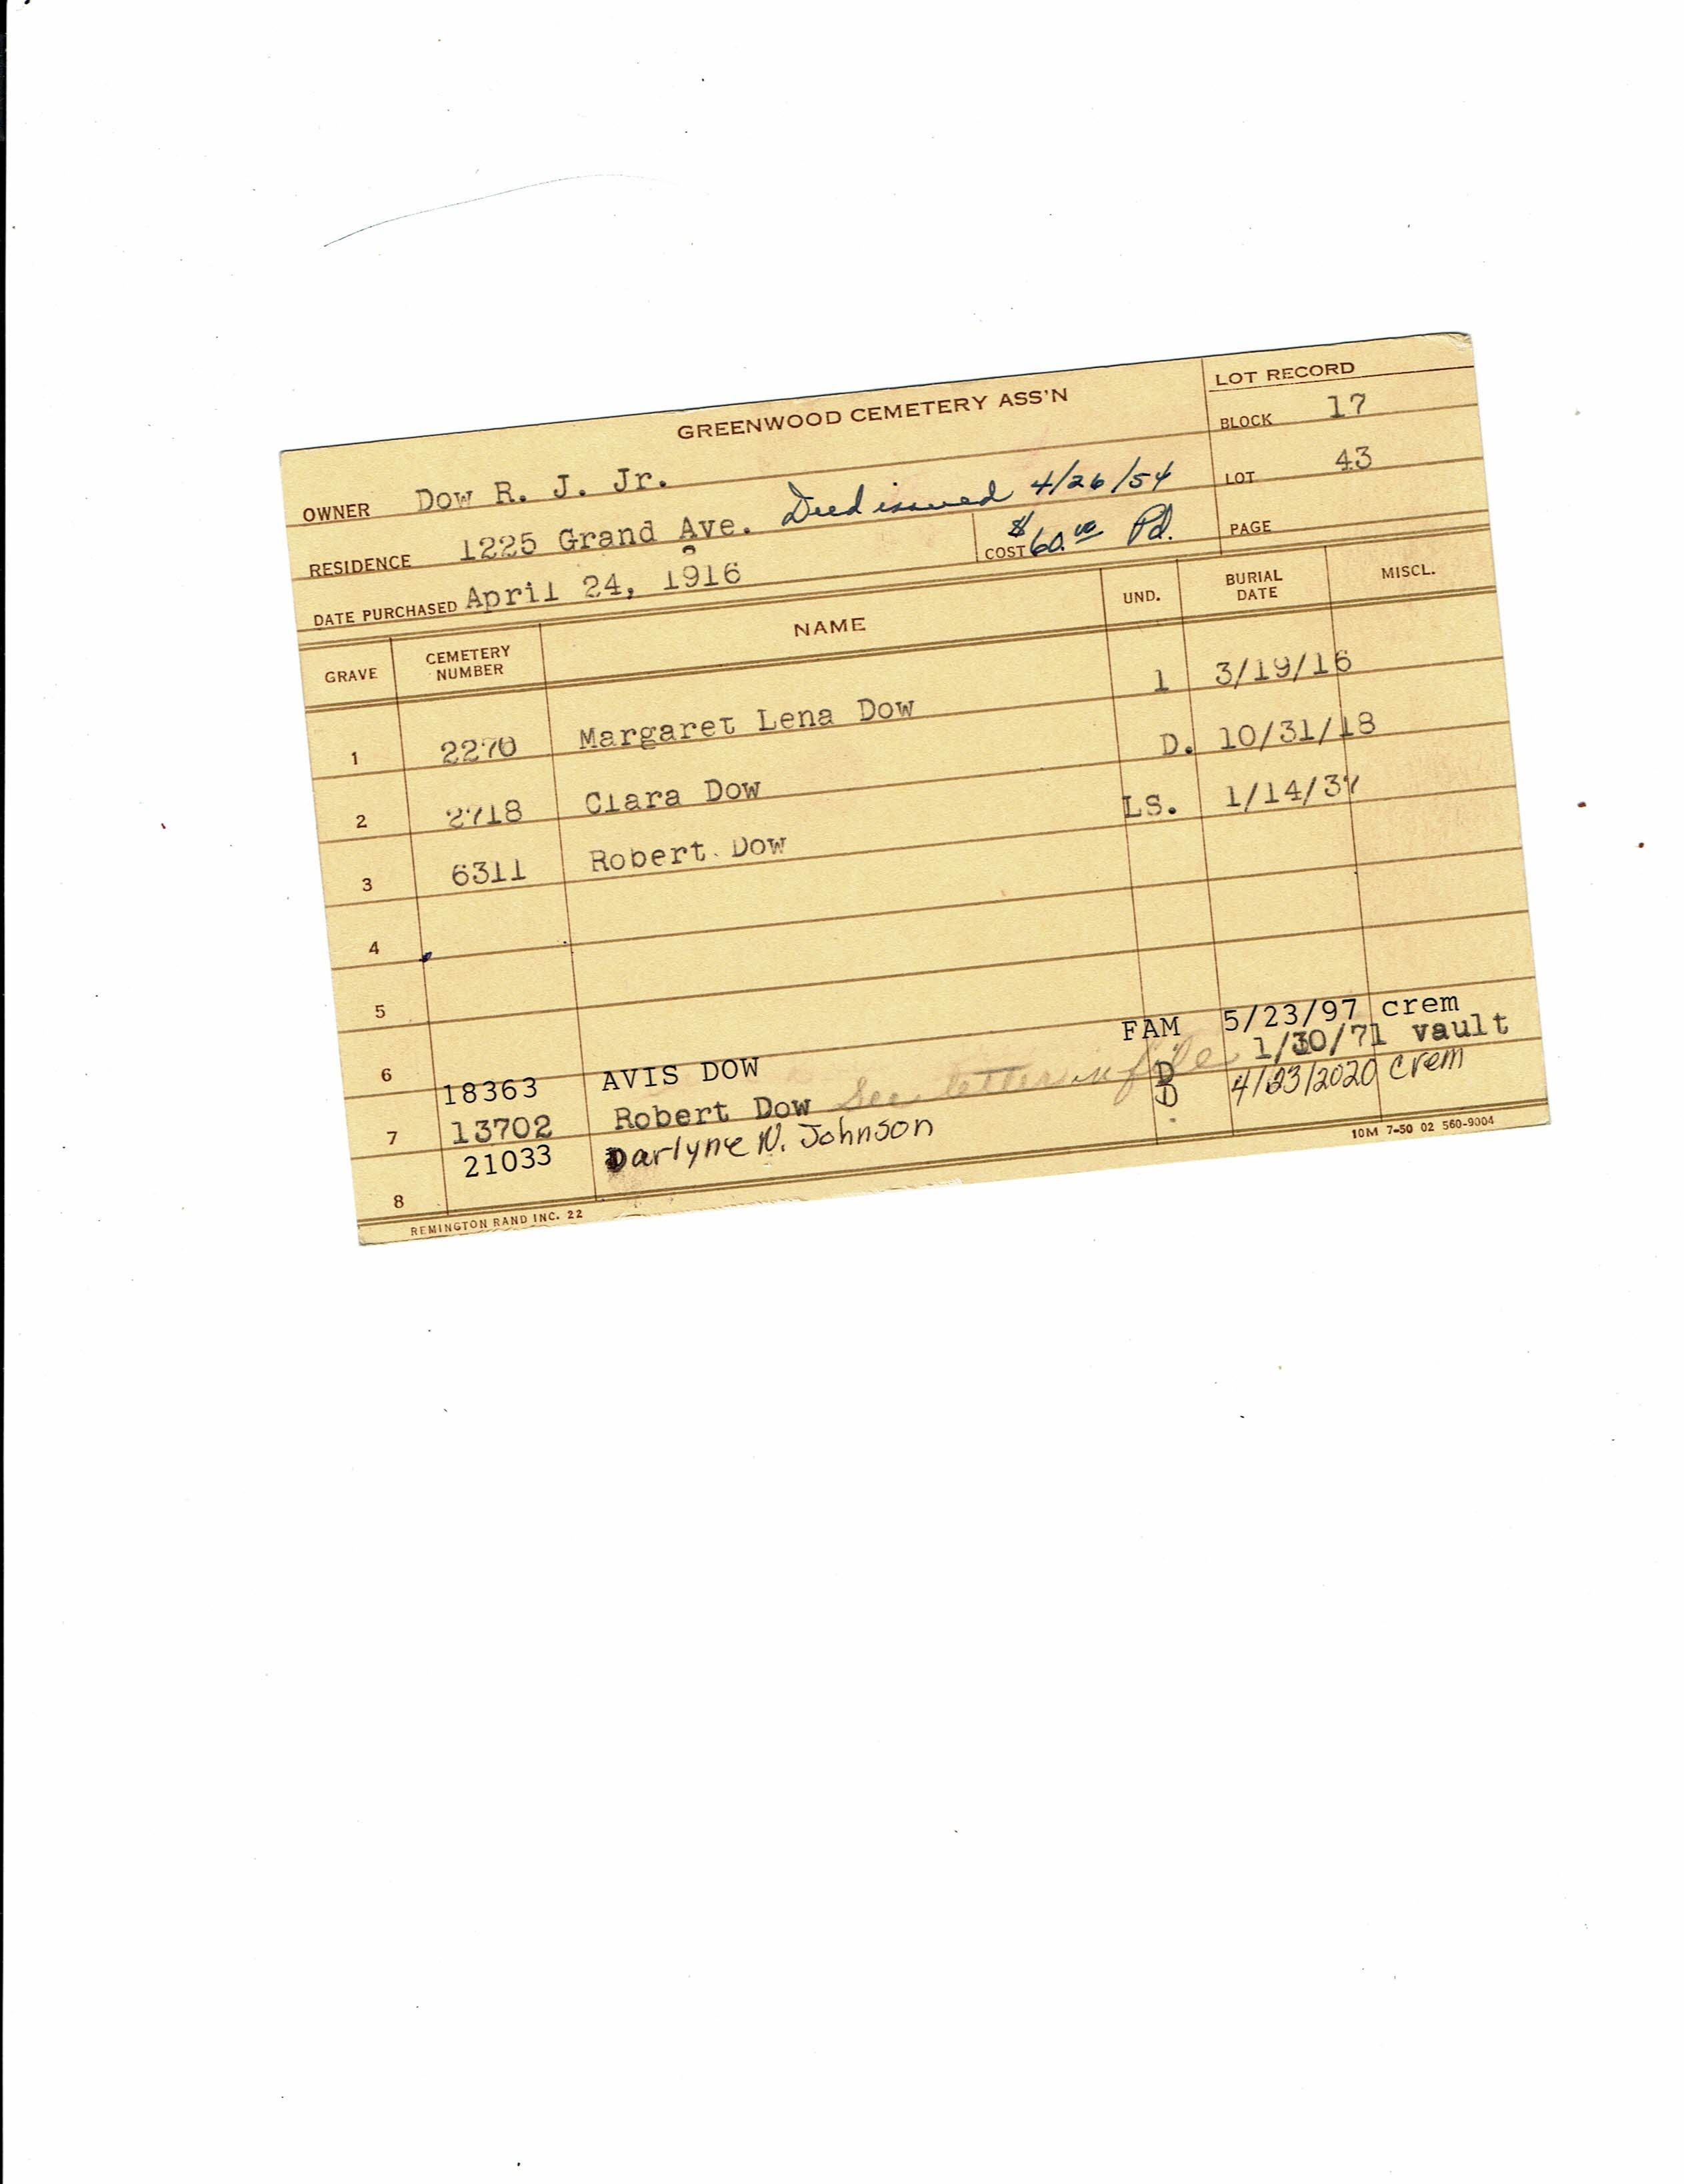 GREENWOOD CEMETERY ASS'N
LOT RECORD
OWNER Dow R. J. Jr.
BLOCK 17
RESIDENCE 1225 Grand Ave. Deed issued 4/26/54
LOT 43
DATE PURCHASED April 24, 1916
COST $60.00 Pd.
PAGE
GRAVE CEMETERY NUMBER NAME UND. BURIAL DATE MISCL.
1 2270 Margaret Lena Dow 1 3/19/16
2 2718 Clara Dow D. 10/31/18
3 6311 Robert Dow LS. 1/14/37
4
5
6 18363 AVIS DOW FAM 5/23/97 crem
7 13702 Robert Dow See letter in file D 1/30/71 vault
21033 Darlyne N. Johnson D 4/23/2020 crem
8
REMINGTON RAND INC. 22
10M 7-50 02 560-9004